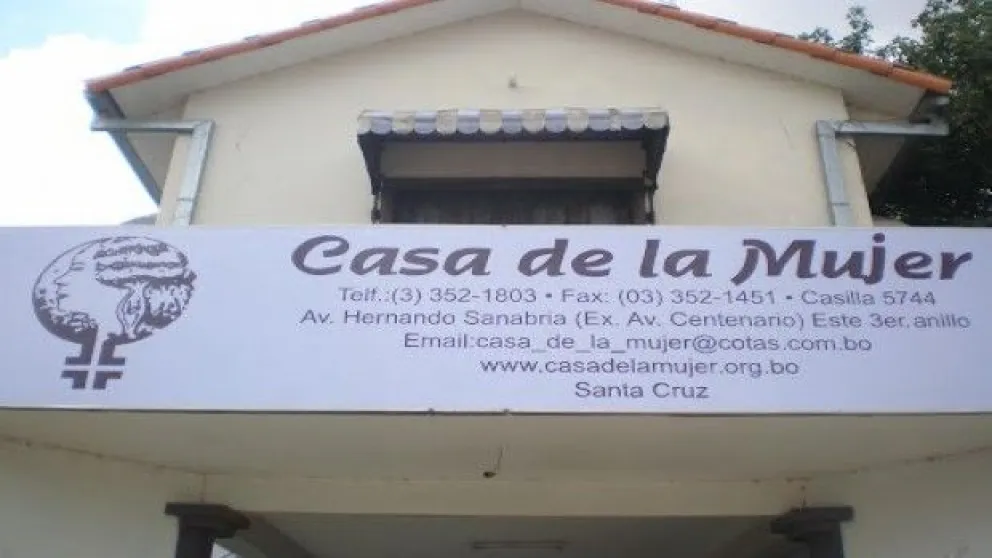 Casa de la Mujer
Telf.:(3) 352-1803 • Fax: (03) 352-1451 • Casilla 5744
Av. Hernando Sanabria (Ex. Av. Centenario) Este 3er. anillo
Email:casa_de_la_mujer@cotas.com.bo
www.casadelamujer.org.bo
Santa Cruz